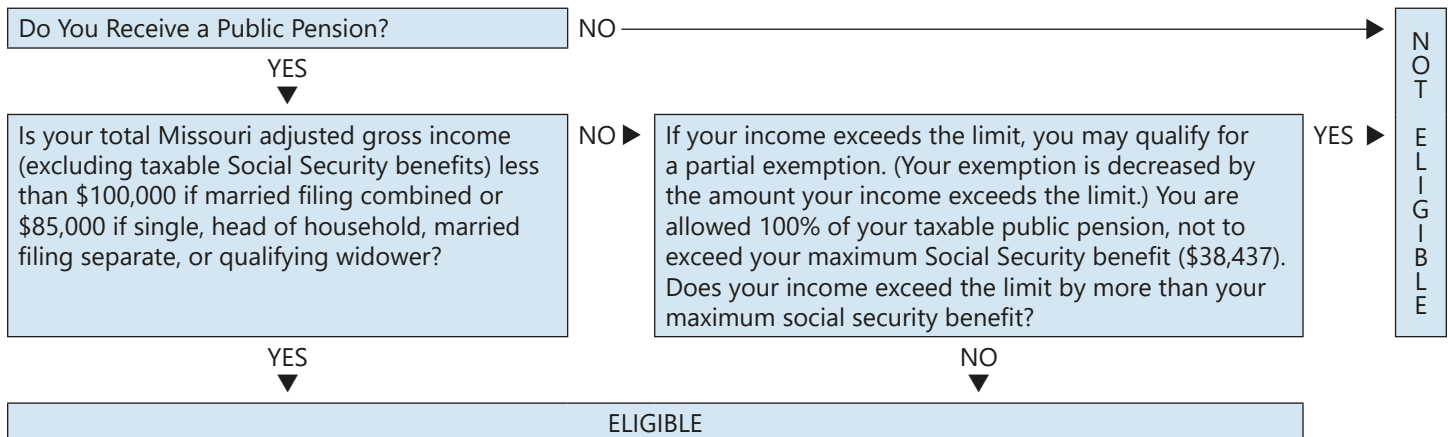 Do You Receive a Public Pension?
NO
YES
Is your total Missouri adjusted gross income
(excluding taxable Social Security benefits) less
than $100,000 if married filing combined or
$85,000 if single, head of household, married
filing separate, or qualifying widower?
NO
If your income exceeds the limit, you may qualify for
a partial exemption. (Your exemption is decreased by
the amount your income exceeds the limit.) You are
allowed 100% of your taxable public pension, not to
exceed your maximum Social Security benefit ($38,437).
Does your income exceed the limit by more than your
maximum social security benefit?
YES
NOT ELIGIBLE
YES
NO
ELIGIBLE